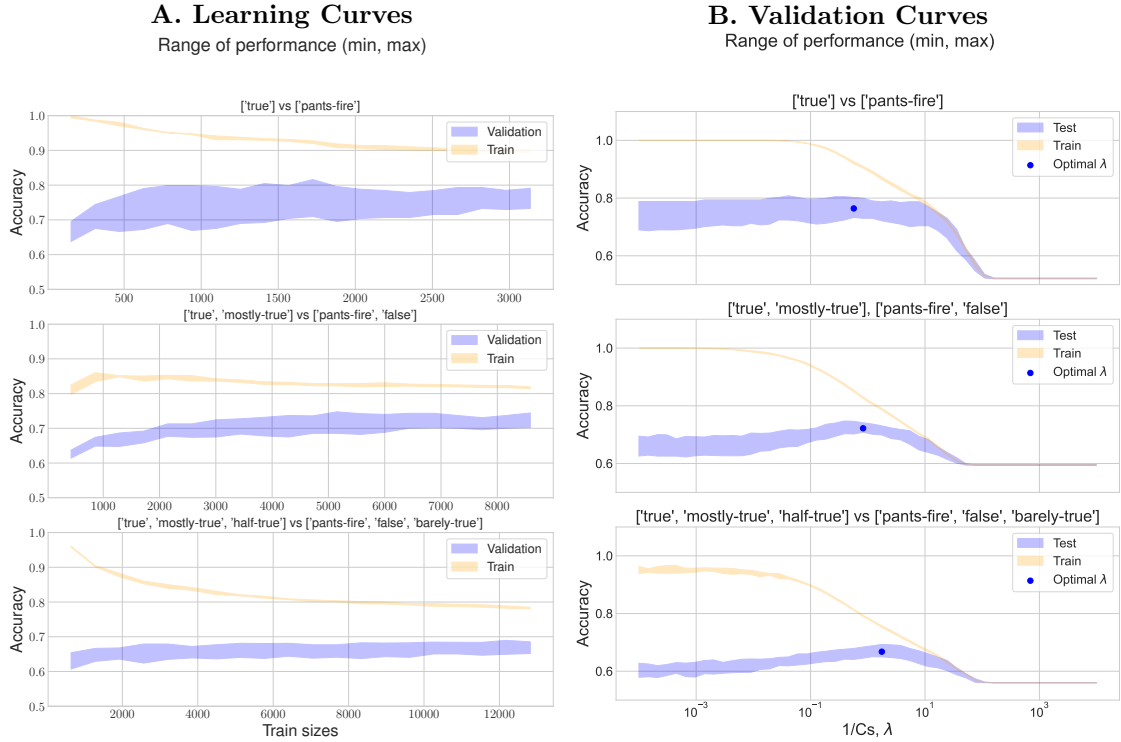 A. Learning Curves
Range of performance (min, max)
['true'] vs ['pants-fire']
Accuracy
1.0
0.9
0.8
0.7
0.6
0.5
Validation
Train
500
1000
1500
2000
2500
3000
['true', 'mostly-true'] vs ['pants-fire', 'false']
Accuracy
1.0
0.9
0.8
0.7
0.6
0.5
Validation
Train
1000
2000
3000
4000
5000
6000
7000
8000
['true', 'mostly-true', 'half-true'] vs ['pants-fire', 'false', 'barely-true']
Accuracy
1.0
0.9
0.8
0.7
0.6
0.5
Validation
Train
2000
4000
6000
8000
10000
12000
Train sizes
B. Validation Curves
Range of performance (min, max)
['true'] vs ['pants-fire']
Accuracy
1.0
0.8
0.6
Test
Train
Optimal λ
['true', 'mostly-true'], ['pants-fire', 'false']
Accuracy
1.0
0.8
0.6
Test
Train
Optimal λ
['true', 'mostly-true', 'half-true'] vs ['pants-fire', 'false', 'barely-true']
Accuracy
1.0
0.8
0.6
Test
Train
Optimal λ
10⁻³
10⁻¹
10¹
10³
1/Cs, λ